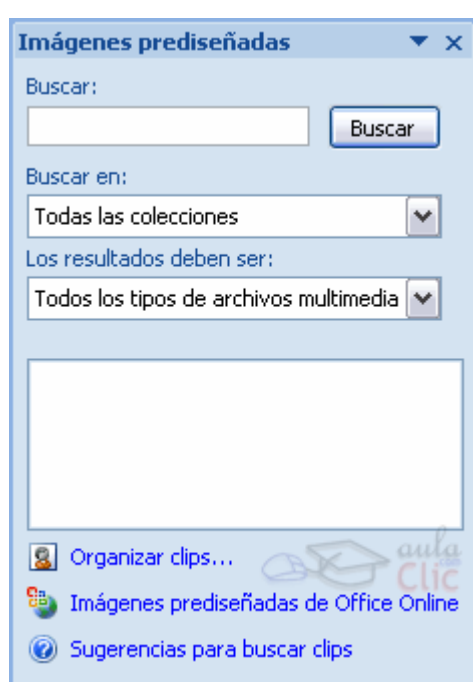 Imágenes prediseñadas
Buscar:
Buscar
Buscar en:
Todas las colecciones
Los resultados deben ser:
Todos los tipos de archivos multimedia
Organizar clips...
aula
.com
Clic
Imágenes prediseñadas de Office Online
Sugerencias para buscar clips